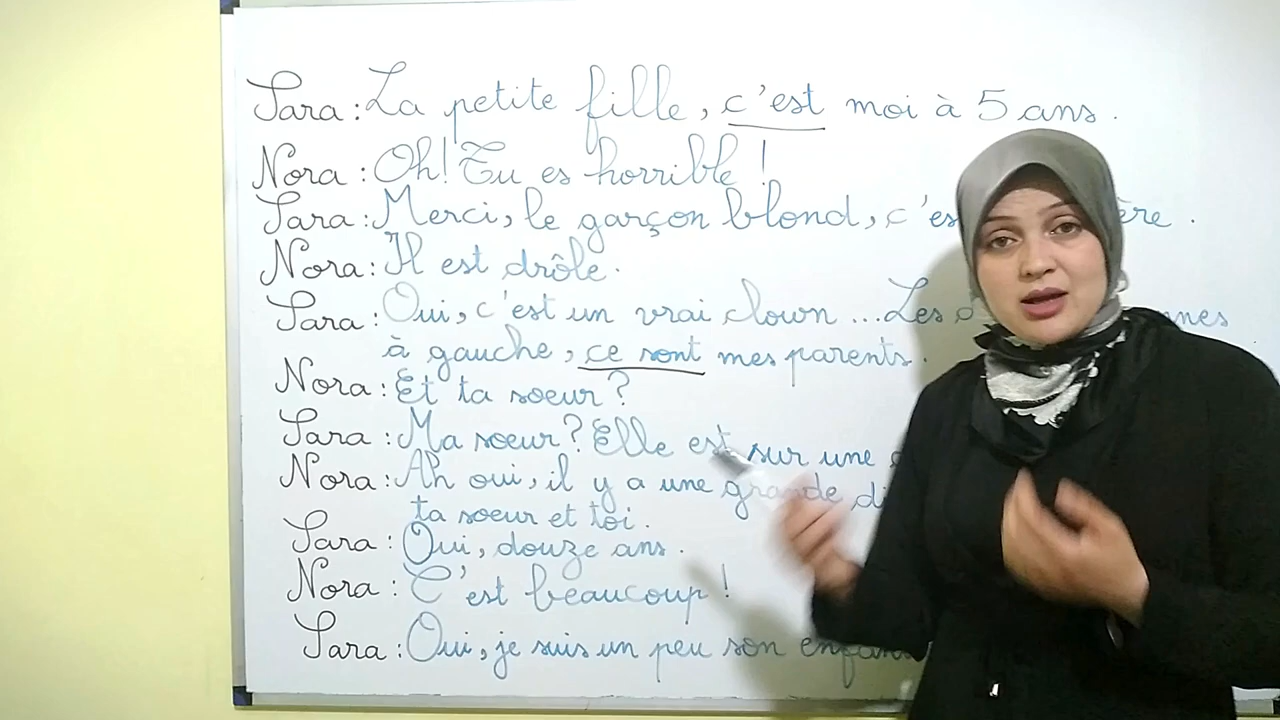 Sara : La petite fille, c'est moi à 5 ans.
Nora : Oh! Tu es horrible !
Sara : Merci, le garçon blond,
Nora : Il est drôle.
Sara : Oui, c'est un vrai clown ... Les
à gauche, ce sont mes parents.
Nora : Et ta soeur ?
Sara : Ma soeur ? Elle est sur une
Nora : Ah oui, il y a une grande
ta soeur et toi.
Sara : Oui, douze ans.
Nora : C'est beaucoup !
Sara : Oui, je suis un peu son